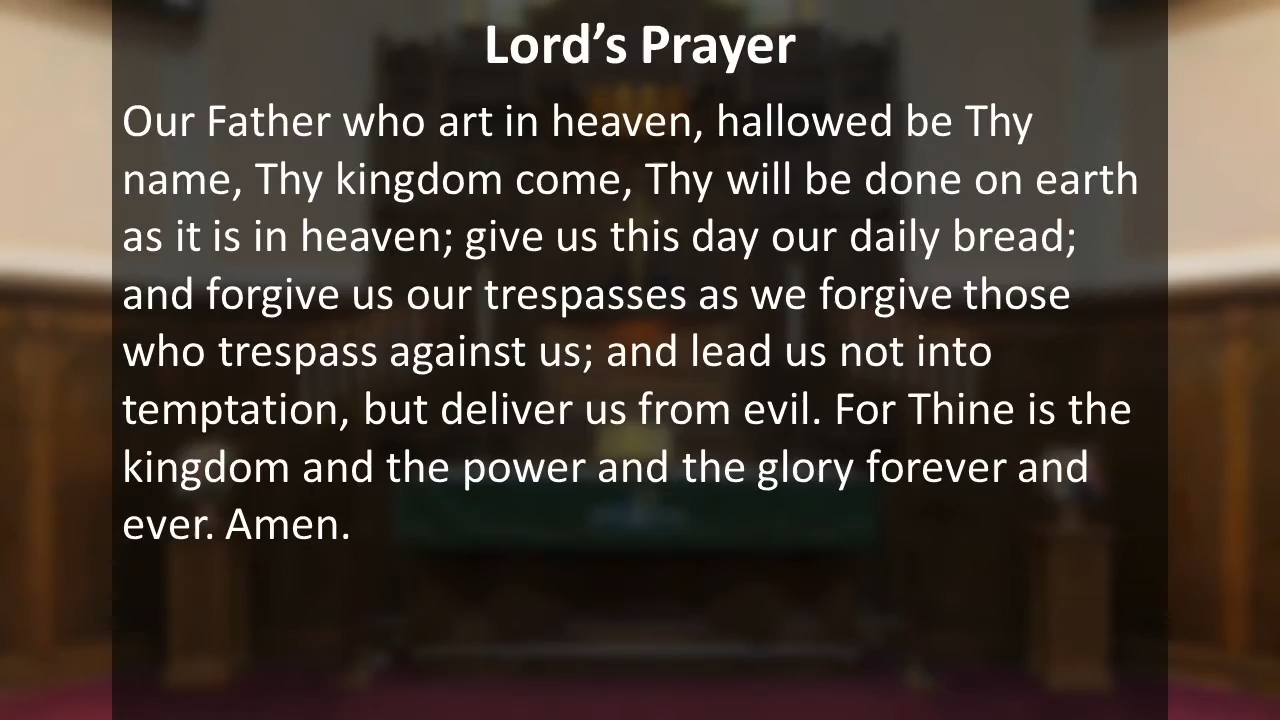 Lord’s Prayer
Our Father who art in heaven, hallowed be Thy
name, Thy kingdom come, Thy will be done on earth
as it is in heaven; give us this day our daily bread;
and forgive us our trespasses as we forgive those
who trespass against us; and lead us not into
temptation, but deliver us from evil. For Thine is the
kingdom and the power and the glory forever and
ever. Amen.